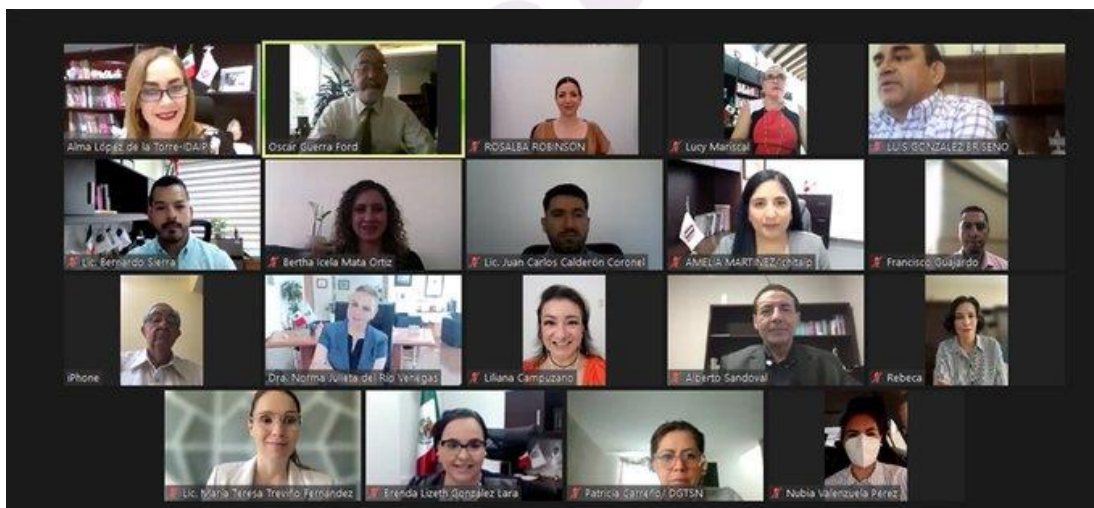 Alma López de la Torre-IDAIP
Oscar Guerra Ford
ROSALBA ROBINSON
Lucy Mariscal
LUIS GONZALEZ BRISEÑO
Lic. Bernardo Sierra
Bertha Icela Mata Ortiz
Lic. Juan Carlos Calderón Coronel
AMELIA MARTINEZ/ichitaip
Francisco Guajardo
iPhone
Dra. Norma Julieta del Río Venegas
Liliana Campuzano
Alberto Sandoval
Rebeca
Lic. María Teresa Treviño Fernández
Brenda Lizeth González Lara
Patricia Carreño/ DGTSN
Nubia Valenzuela Pérez